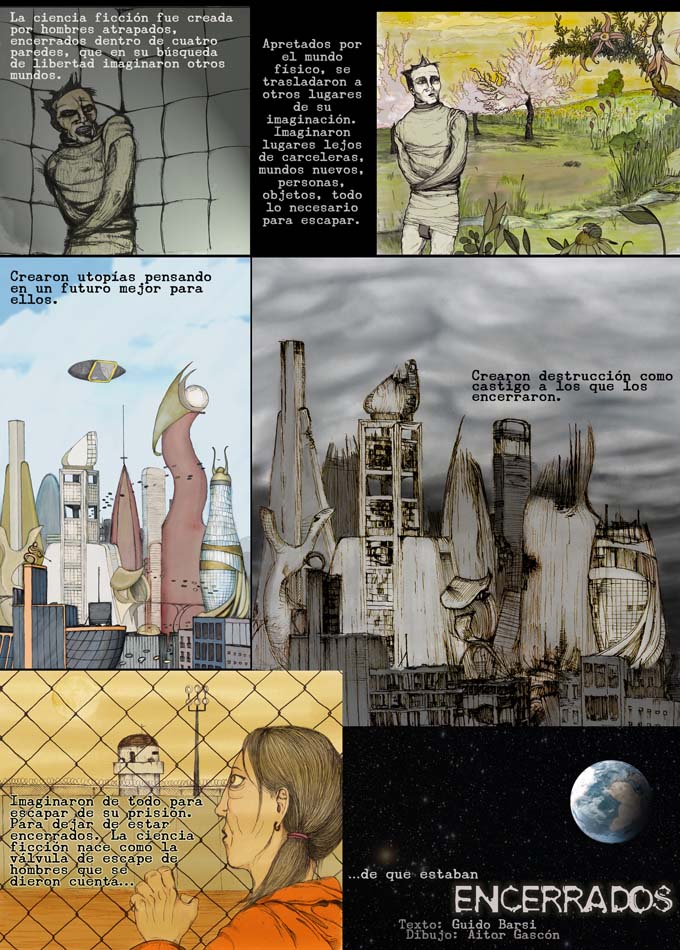 La ciencia ficción fue creada
por hombres atrapados,
encerrados dentro de cuatro
paredes, que en su búsqueda
de libertad imaginaron otros
mundos.
Apretados por
el mundo
físico, se
trasladaron a
otros lugares
de su
imaginación.
Imaginaron
lugares lejos
de carceleras,
mundos nuevos,
personas,
objetos, todo
lo necesario
para escapar.
Crearon utopías pensando
en un futuro mejor para
ellos.
Crearon destrucción como
castigo a los que los
encerraron.
Imaginaron de todo para
escapar de su prisión.
Para dejar de estar
encerrados. La ciencia
ficción nace como la
válvula de escape de
hombres que se
dieron cuenta...
...de que estaban
ENCERRADOS
Texto: Guido Barsi
Dibujo: Aitor Gascón